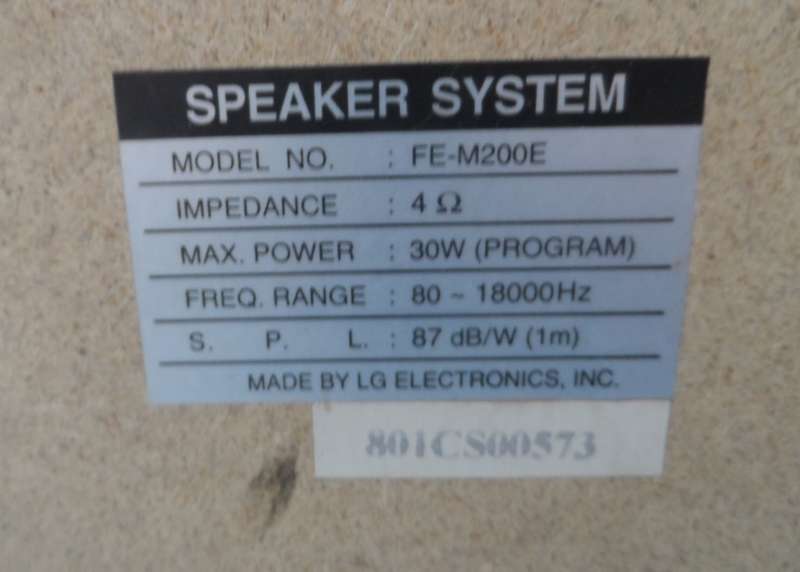 SPEAKER SYSTEM
MODEL NO. : FE-M200E
IMPEDANCE : 4 Ω
MAX. POWER : 30W (PROGRAM)
FREQ. RANGE : 80 ~ 18000Hz
S. P. L. : 87 dB/W (1m)
MADE BY LG ELECTRONICS, INC.
801CS00573